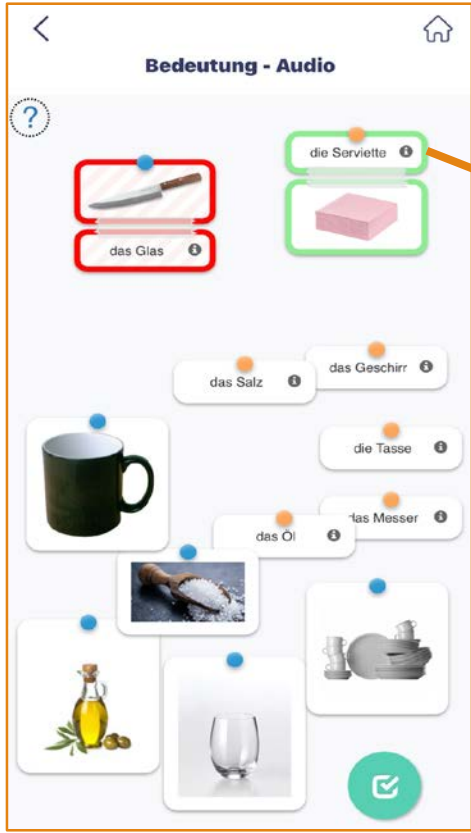 Bedeutung - Audio
?
die Serviette
das Glas
das Geschirr
das Salz
die Tasse
das Messer
das Öl